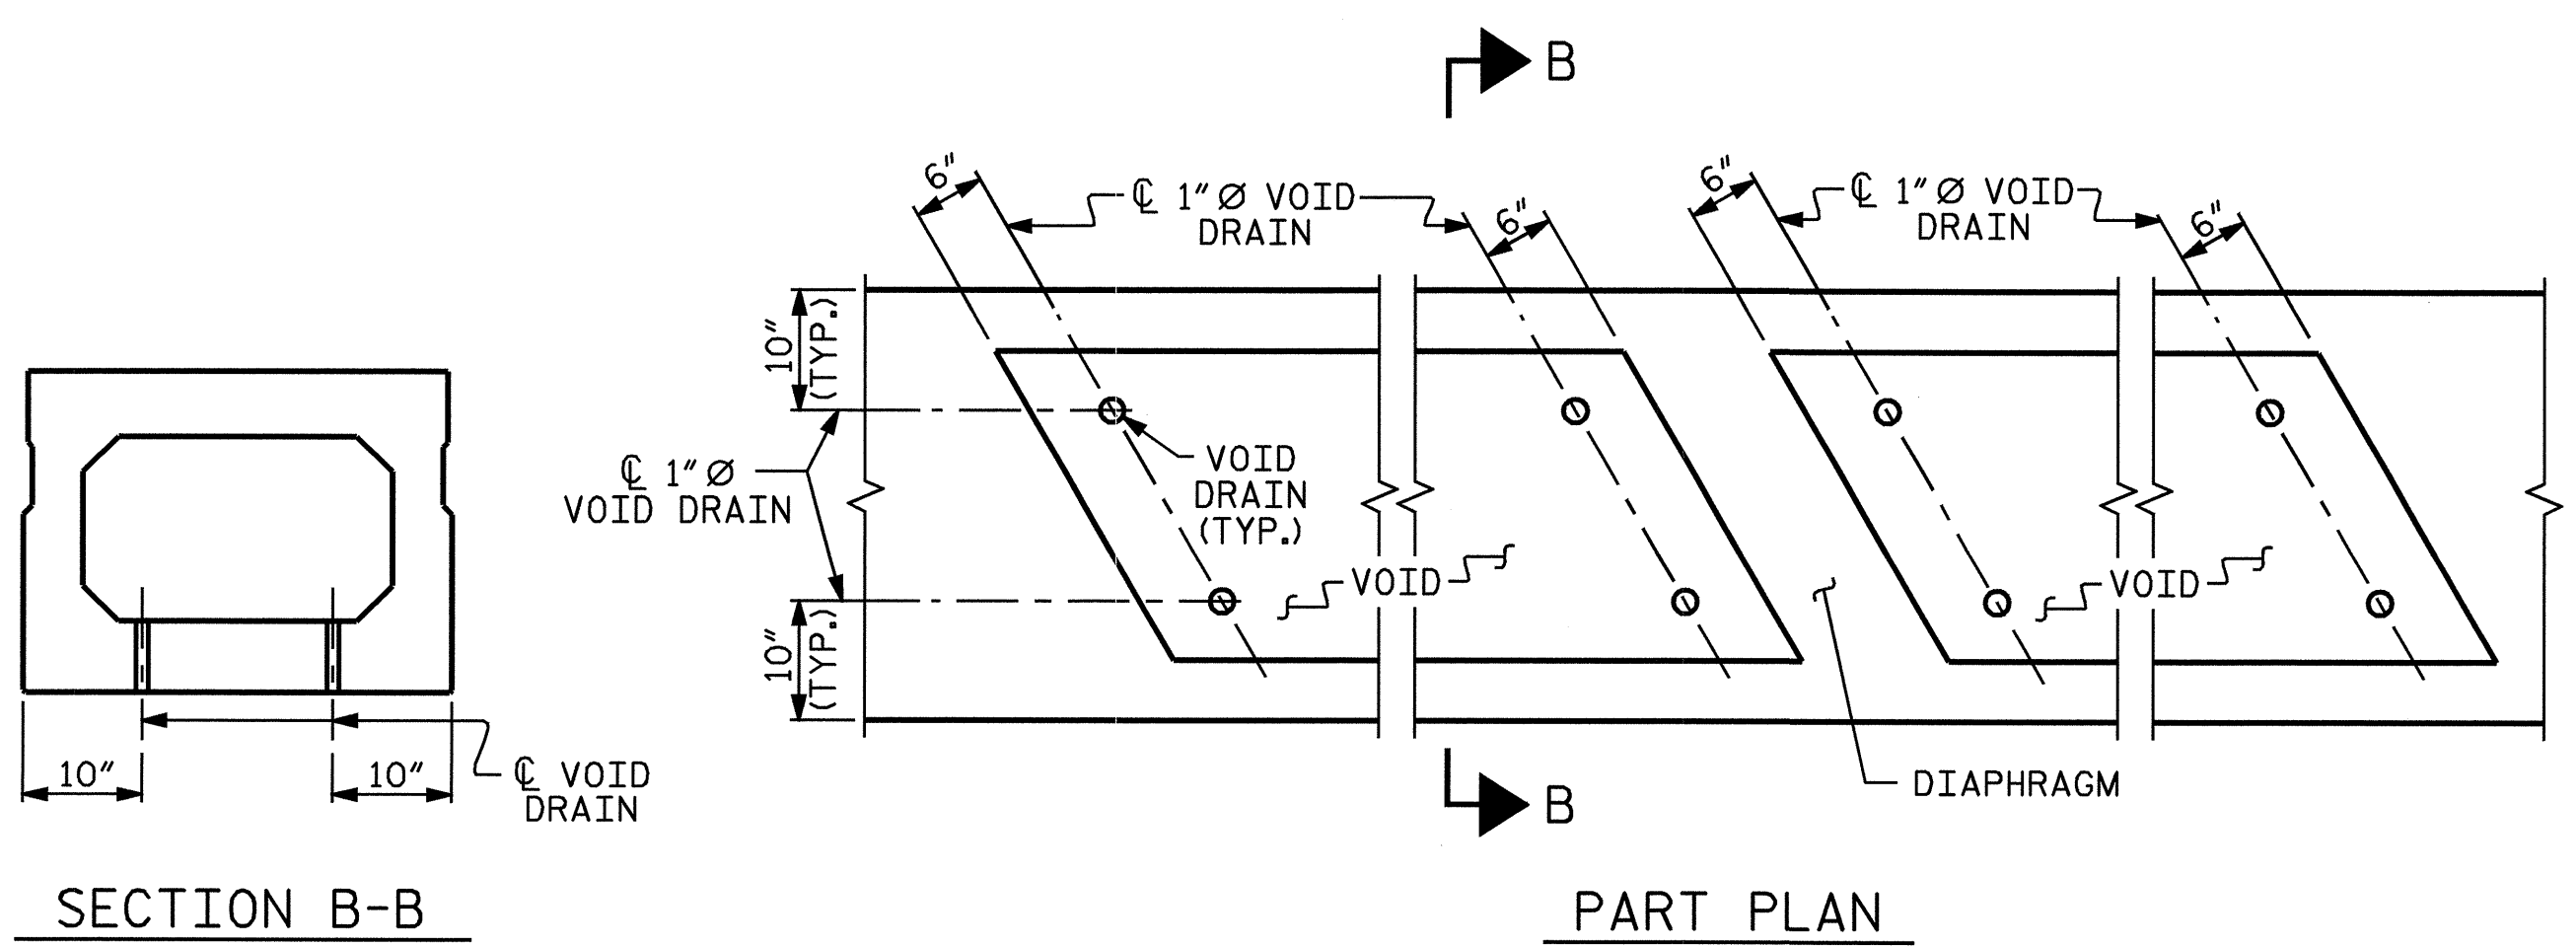 B
6"
℄ 1" Ø VOID
DRAIN
6"
6"
℄ 1" Ø VOID
DRAIN
6"
10"
(TYP.)
℄ 1" Ø
VOID DRAIN
VOID
DRAIN
(TYP.)
VOID
VOID
10"
(TYP.)
DIAPHRAGM
B
10"
10"
℄ VOID
DRAIN
SECTION B-B
PART PLAN